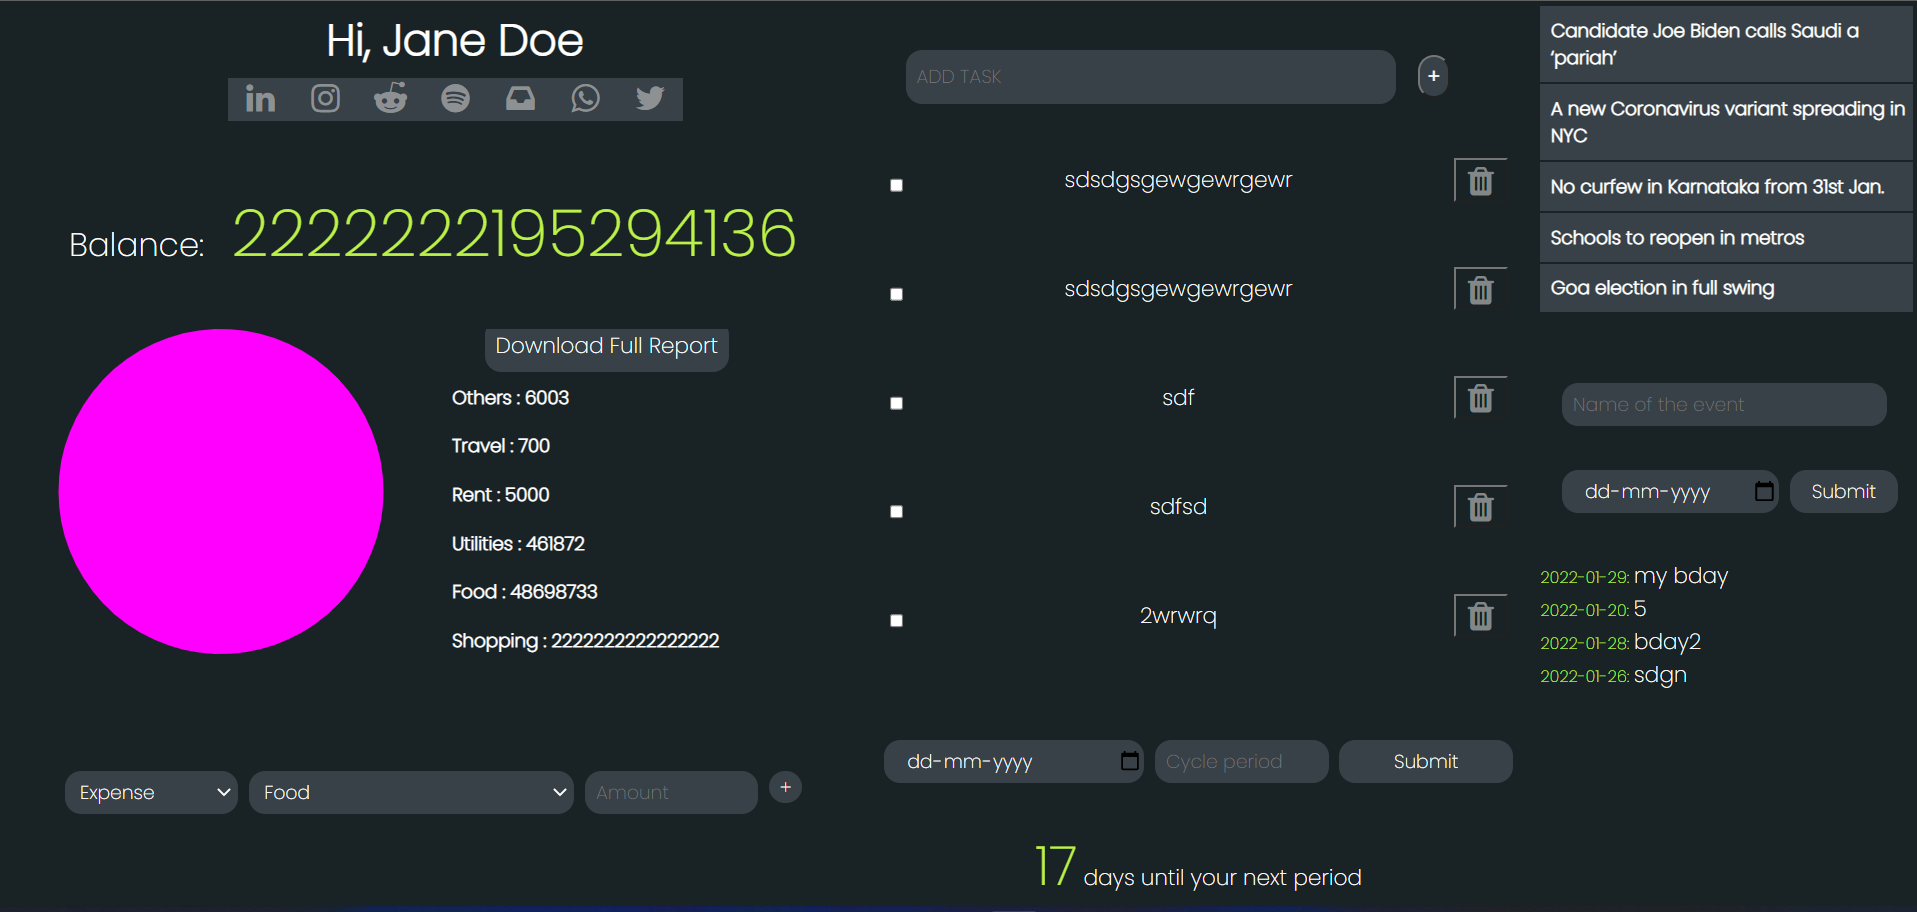 Hi, Jane Doe
Balance: 2222222195294136
Download Full Report
Others : 6003
Travel : 700
Rent : 5000
Utilities : 461872
Food : 48698733
Shopping : 2222222222222222
Expense
Food
Amount
+
ADD TASK
+
sdsdgsgewgewrgewr
sdsdgsgewgewrgewr
sdf
sdfsd
2wrwrq
dd-mm-yyyy
Cycle period
Submit
17 days until your next period
Candidate Joe Biden calls Saudi a
‘pariah’
A new Coronavirus variant spreading in
NYC
No curfew in Karnataka from 31st Jan.
Schools to reopen in metros
Goa election in full swing
Name of the event
dd-mm-yyyy
Submit
2022-01-29: my bday
2022-01-20: 5
2022-01-28: bday2
2022-01-26: sdgn